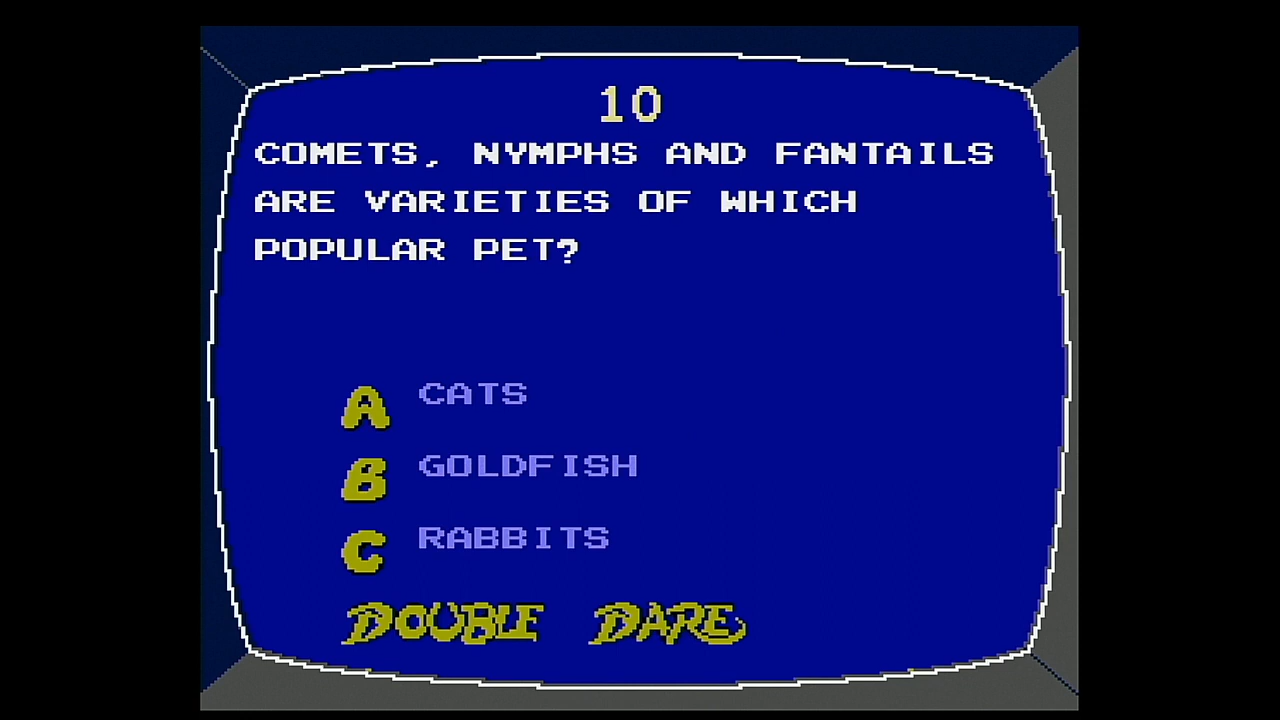 10
COMETS, NYMPHS AND FANTAILS
ARE VARIETIES OF WHICH
POPULAR PET?
A CATS
B GOLDFISH
C RABBITS
DOUBLE DARE